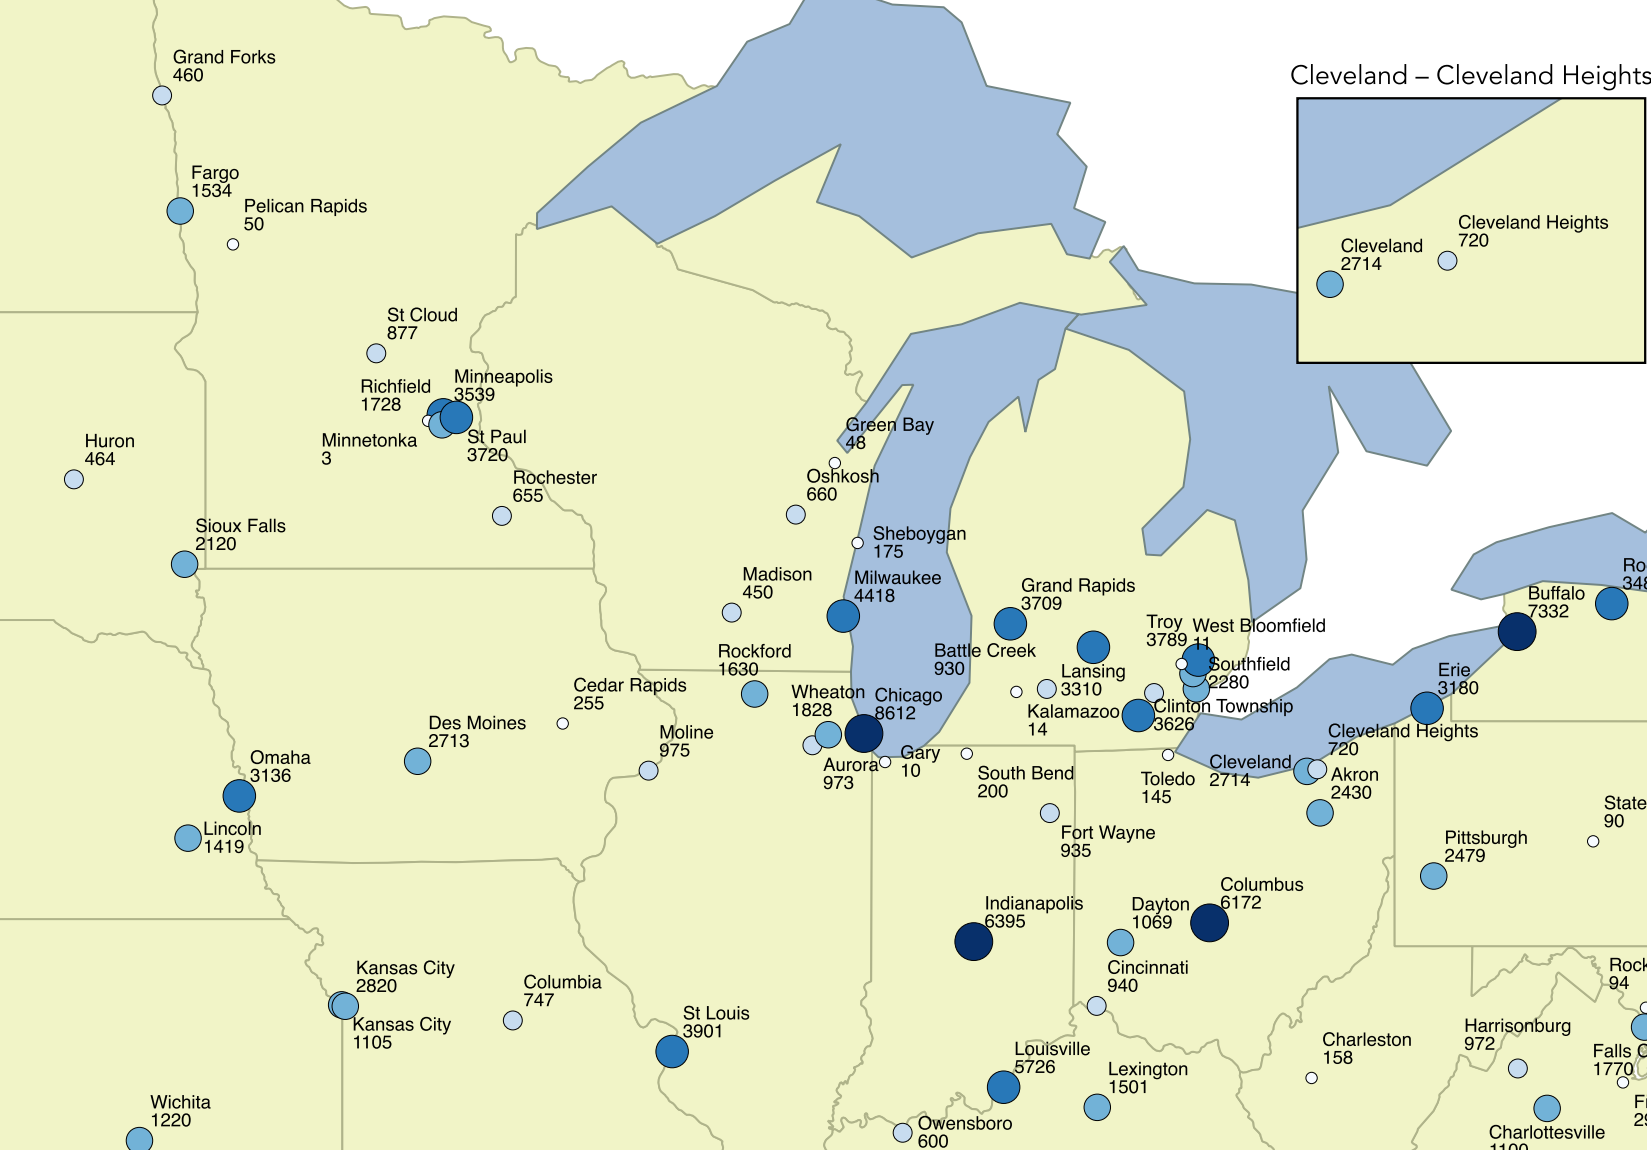 Grand Forks
460
Cleveland – Cleveland Heights
Fargo
1534
Pelican Rapids
50
Cleveland Heights
720
Cleveland
2714
St Cloud
877
Minneapolis
3539
Richfield
1728
Green Bay
48
Minnetonka
3
St Paul
3720
Huron
464
Oshkosh
660
Rochester
655
Sioux Falls
2120
Sheboygan
175
Madison
450
Milwaukee
4418
Grand Rapids
3709
Buffalo
7332
Troy
3789
West Bloomfield
11
Rockford
1630
Battle Creek
930
Lansing
3310
Southfield
2280
Erie
3180
Cedar Rapids
255
Wheaton
1828
Chicago
8612
Kalamazoo
14
Clinton Township
3626
Des Moines
2713
Moline
975
Cleveland Heights
720
Omaha
3136
Aurora
973
Gary
10
South Bend
200
Toledo
145
Cleveland
2714
Akron
2430
State
90
Lincoln
1419
Fort Wayne
935
Pittsburgh
2479
Indianapolis
6395
Dayton
1069
Columbus
6172
Kansas City
2820
Kansas City
1105
Columbia
747
Cincinnati
940
Rock
94
St Louis
3901
Harrisonburg
972
Louisville
5726
Charleston
158
Falls C
1770
Lexington
1501
Wichita
1220
Owensboro
600
Charlottesville
1100